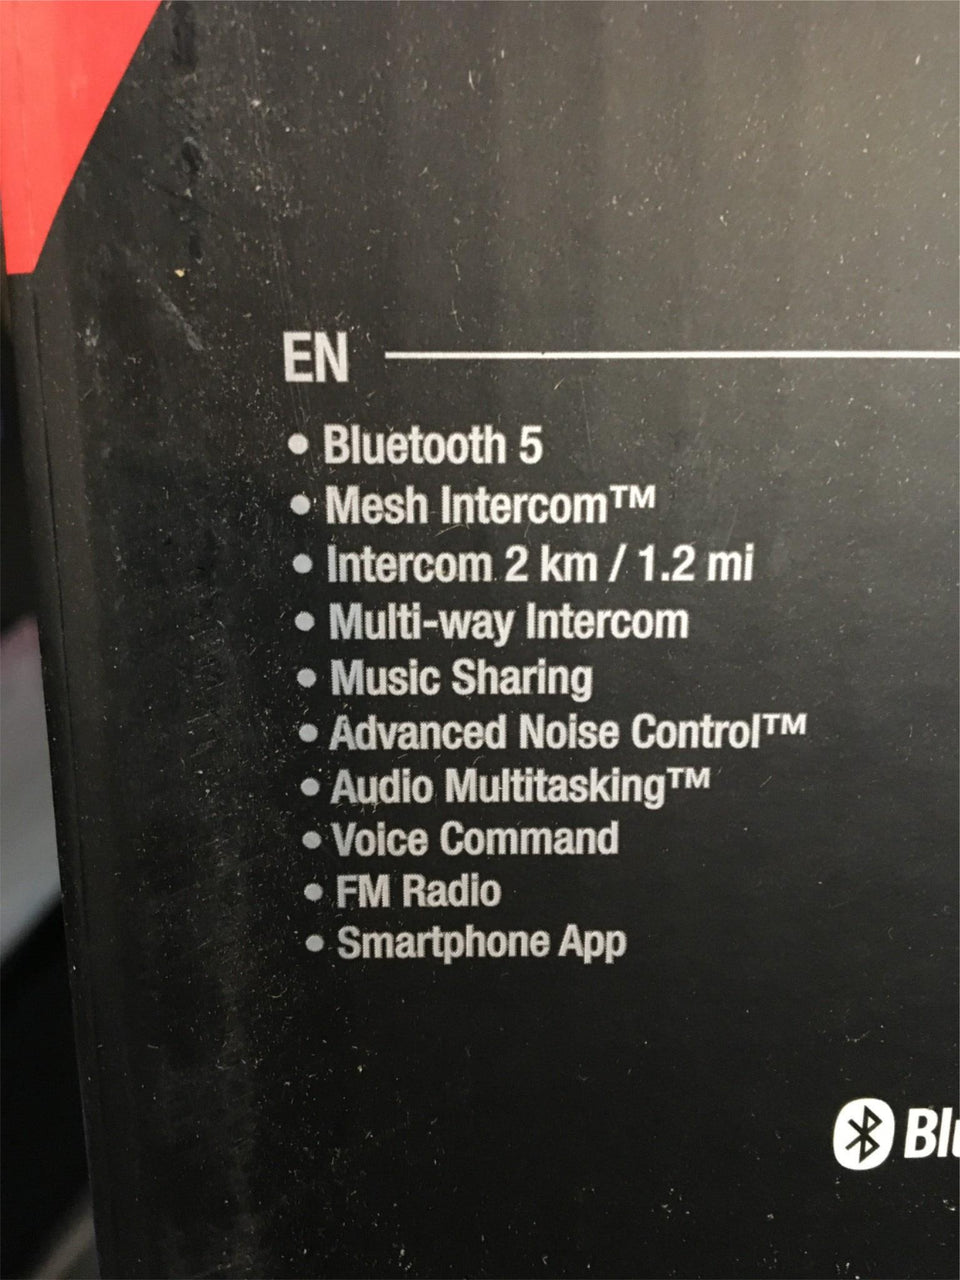 EN
• Bluetooth 5
• Mesh Intercom™
• Intercom 2 km / 1.2 mi
• Multi-way Intercom
• Music Sharing
• Advanced Noise Control™
• Audio Multitasking™
• Voice Command
• FM Radio
• Smartphone App